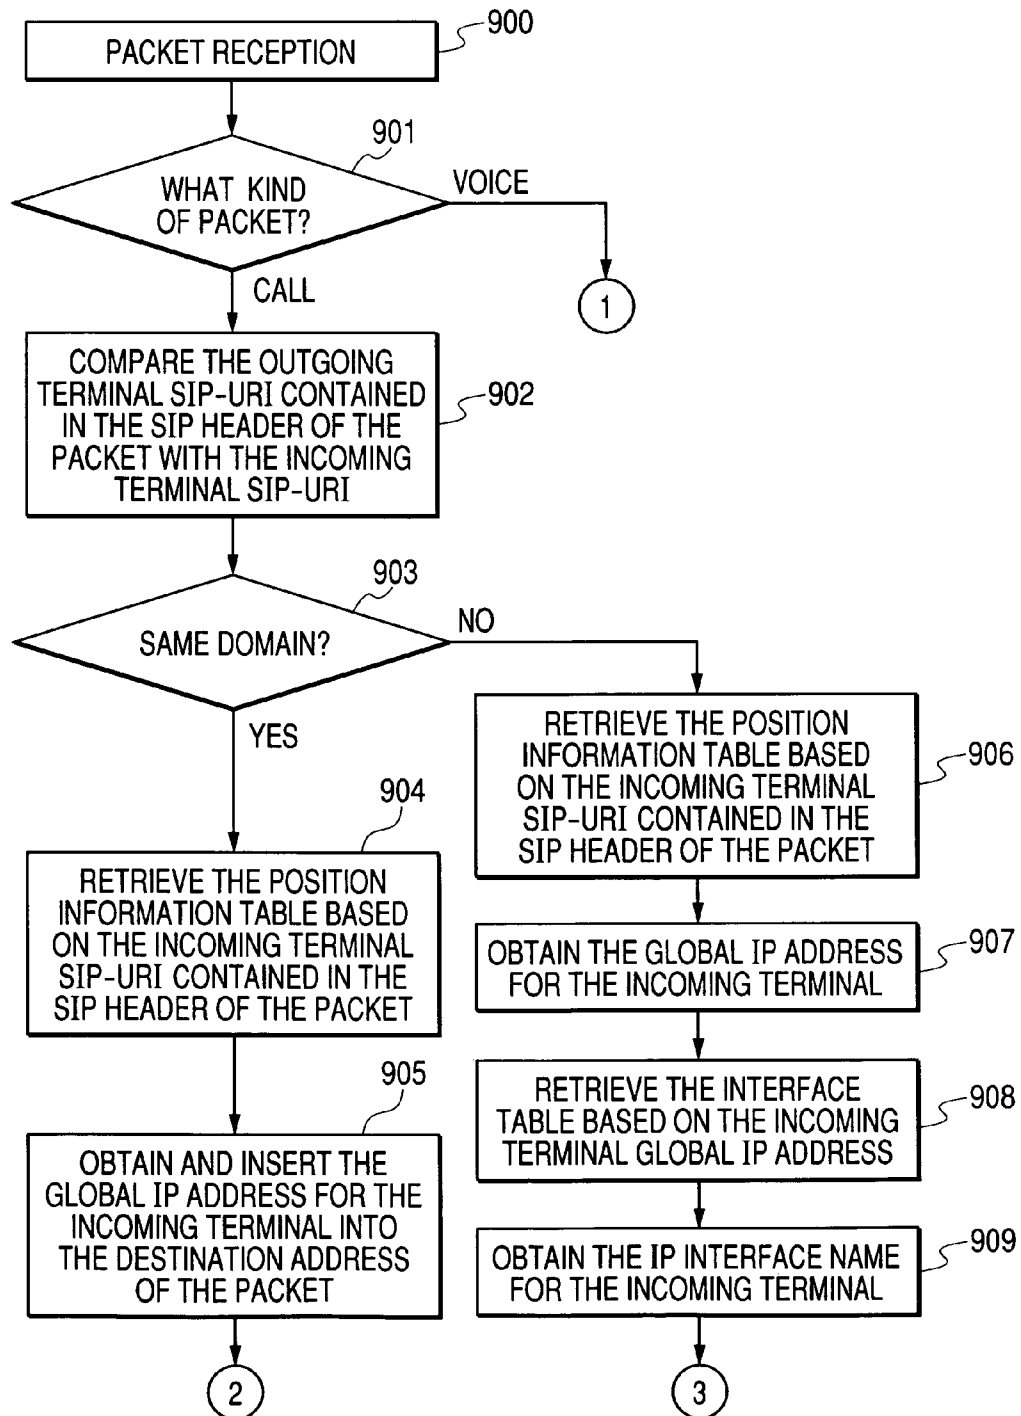 PACKET RECEPTION
900
WHAT KIND
OF PACKET?
901
VOICE
1
CALL
COMPARE THE OUTGOING
TERMINAL SIP-URI CONTAINED
IN THE SIP HEADER OF THE
PACKET WITH THE INCOMING
TERMINAL SIP-URI
902
SAME DOMAIN?
903
NO
YES
904
RETRIEVE THE POSITION
INFORMATION TABLE BASED
ON THE INCOMING TERMINAL
SIP-URI CONTAINED IN THE
SIP HEADER OF THE PACKET
905
OBTAIN AND INSERT THE
GLOBAL IP ADDRESS FOR THE
INCOMING TERMINAL INTO
THE DESTINATION ADDRESS
OF THE PACKET
2
RETRIEVE THE POSITION
INFORMATION TABLE BASED
ON THE INCOMING TERMINAL
SIP-URI CONTAINED IN THE
SIP HEADER OF THE PACKET
906
OBTAIN THE GLOBAL IP ADDRESS
FOR THE INCOMING TERMINAL
907
RETRIEVE THE INTERFACE
TABLE BASED ON THE INCOMING
TERMINAL GLOBAL IP ADDRESS
908
OBTAIN THE IP INTERFACE NAME
FOR THE INCOMING TERMINAL
909
3